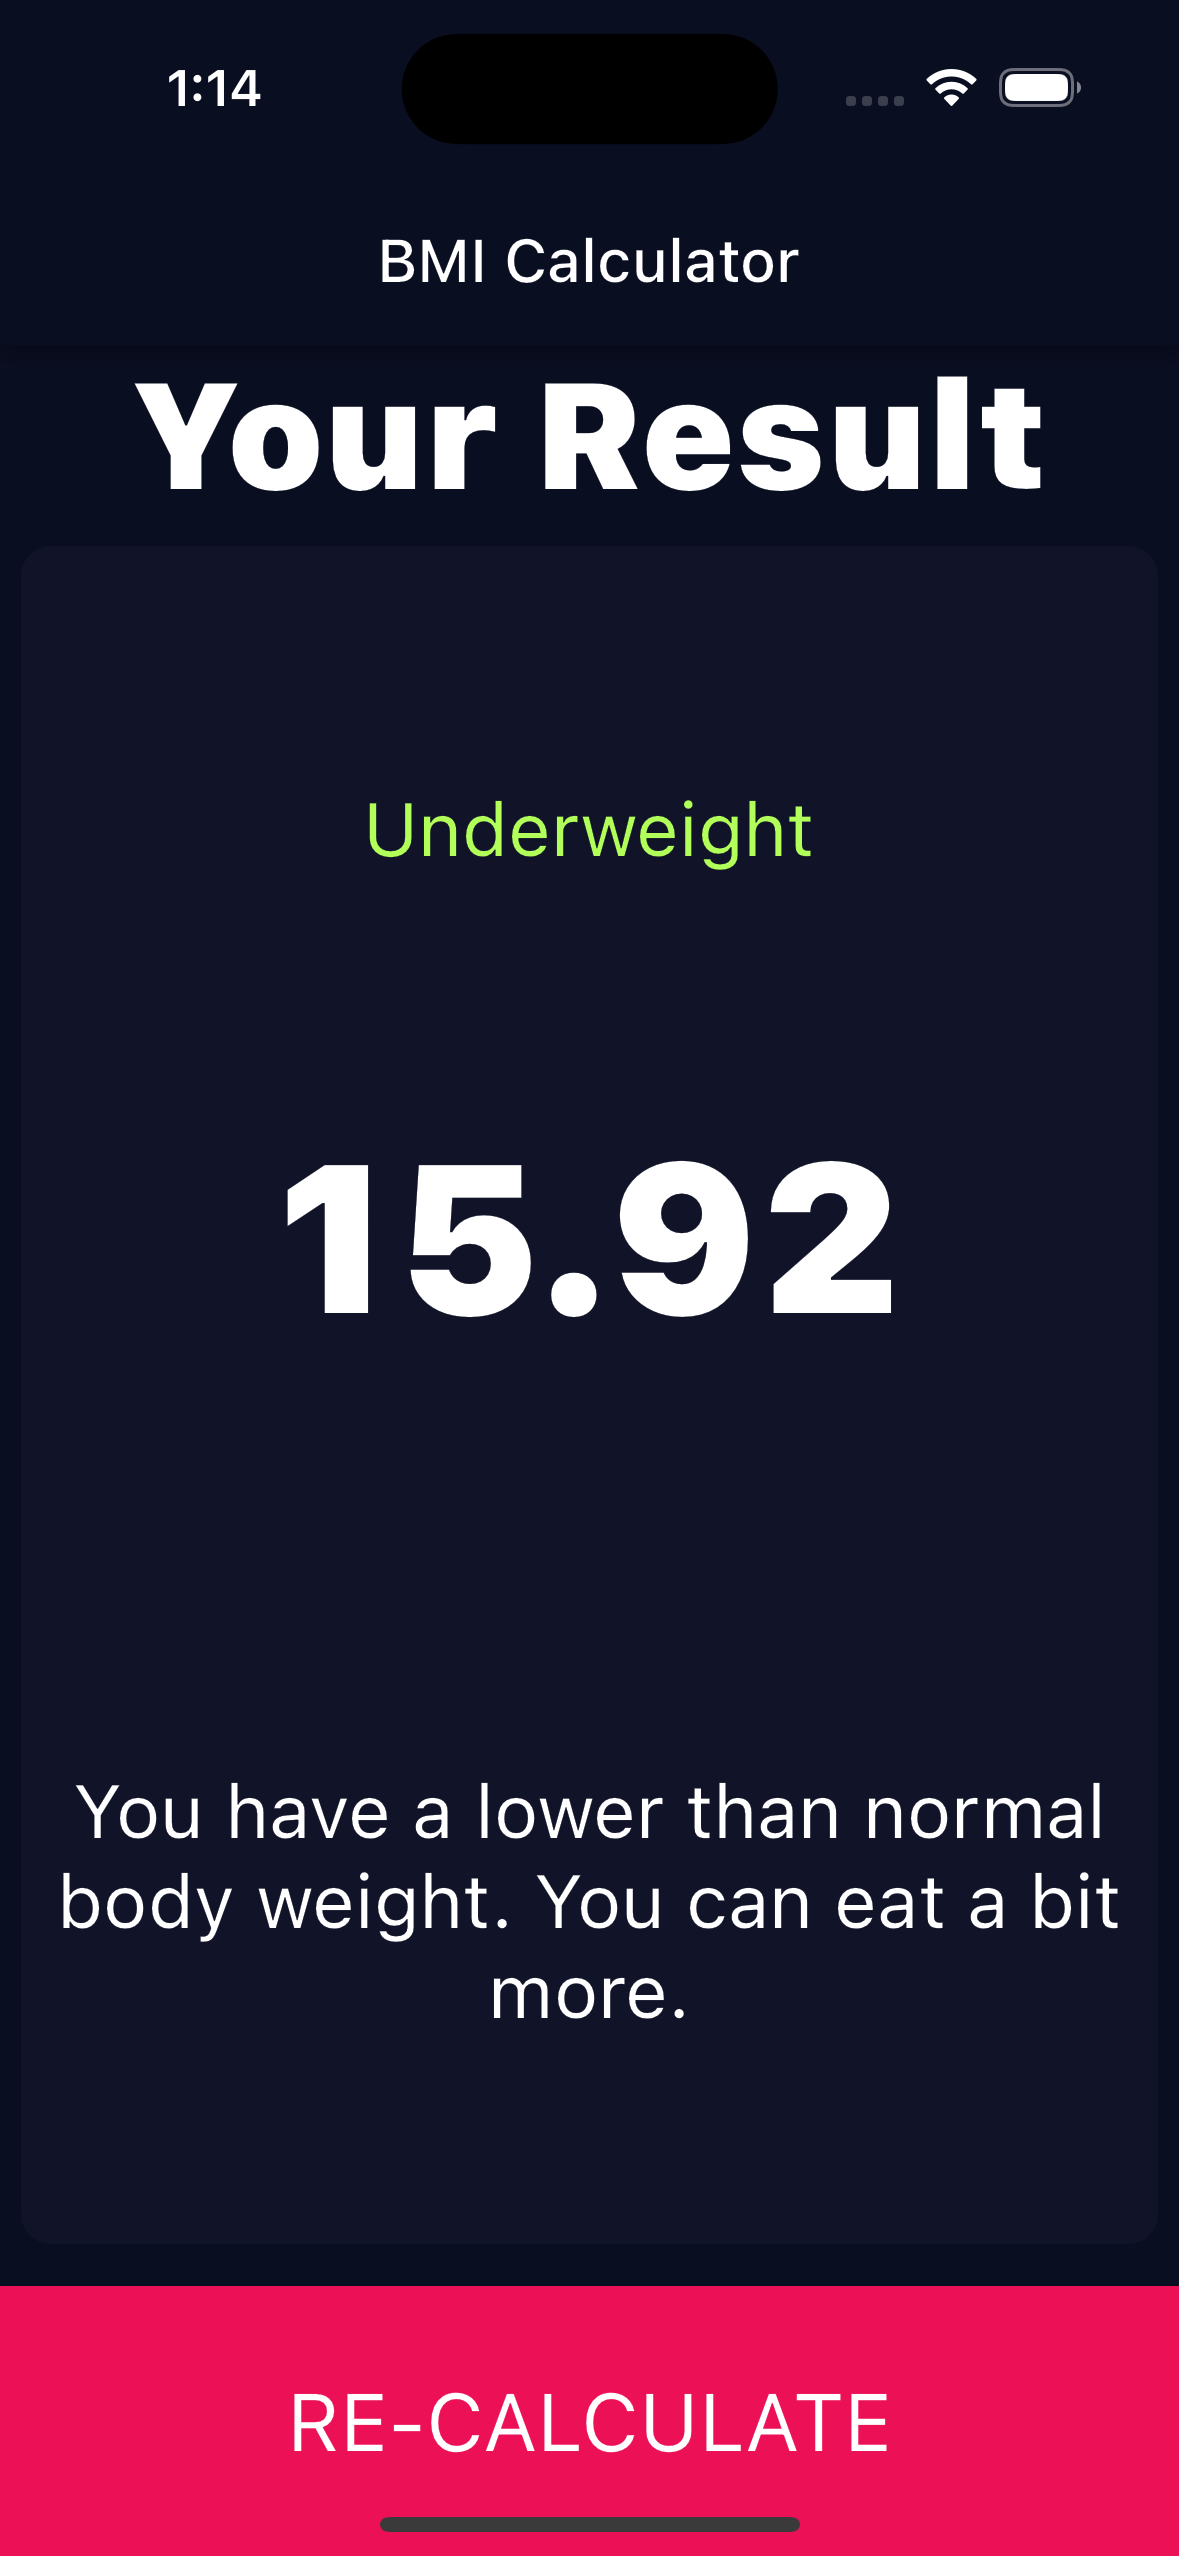 1:14
BMI Calculator
Your Result
Underweight
15.92
You have a lower than normal
body weight. You can eat a bit
more.
RE-CALCULATE